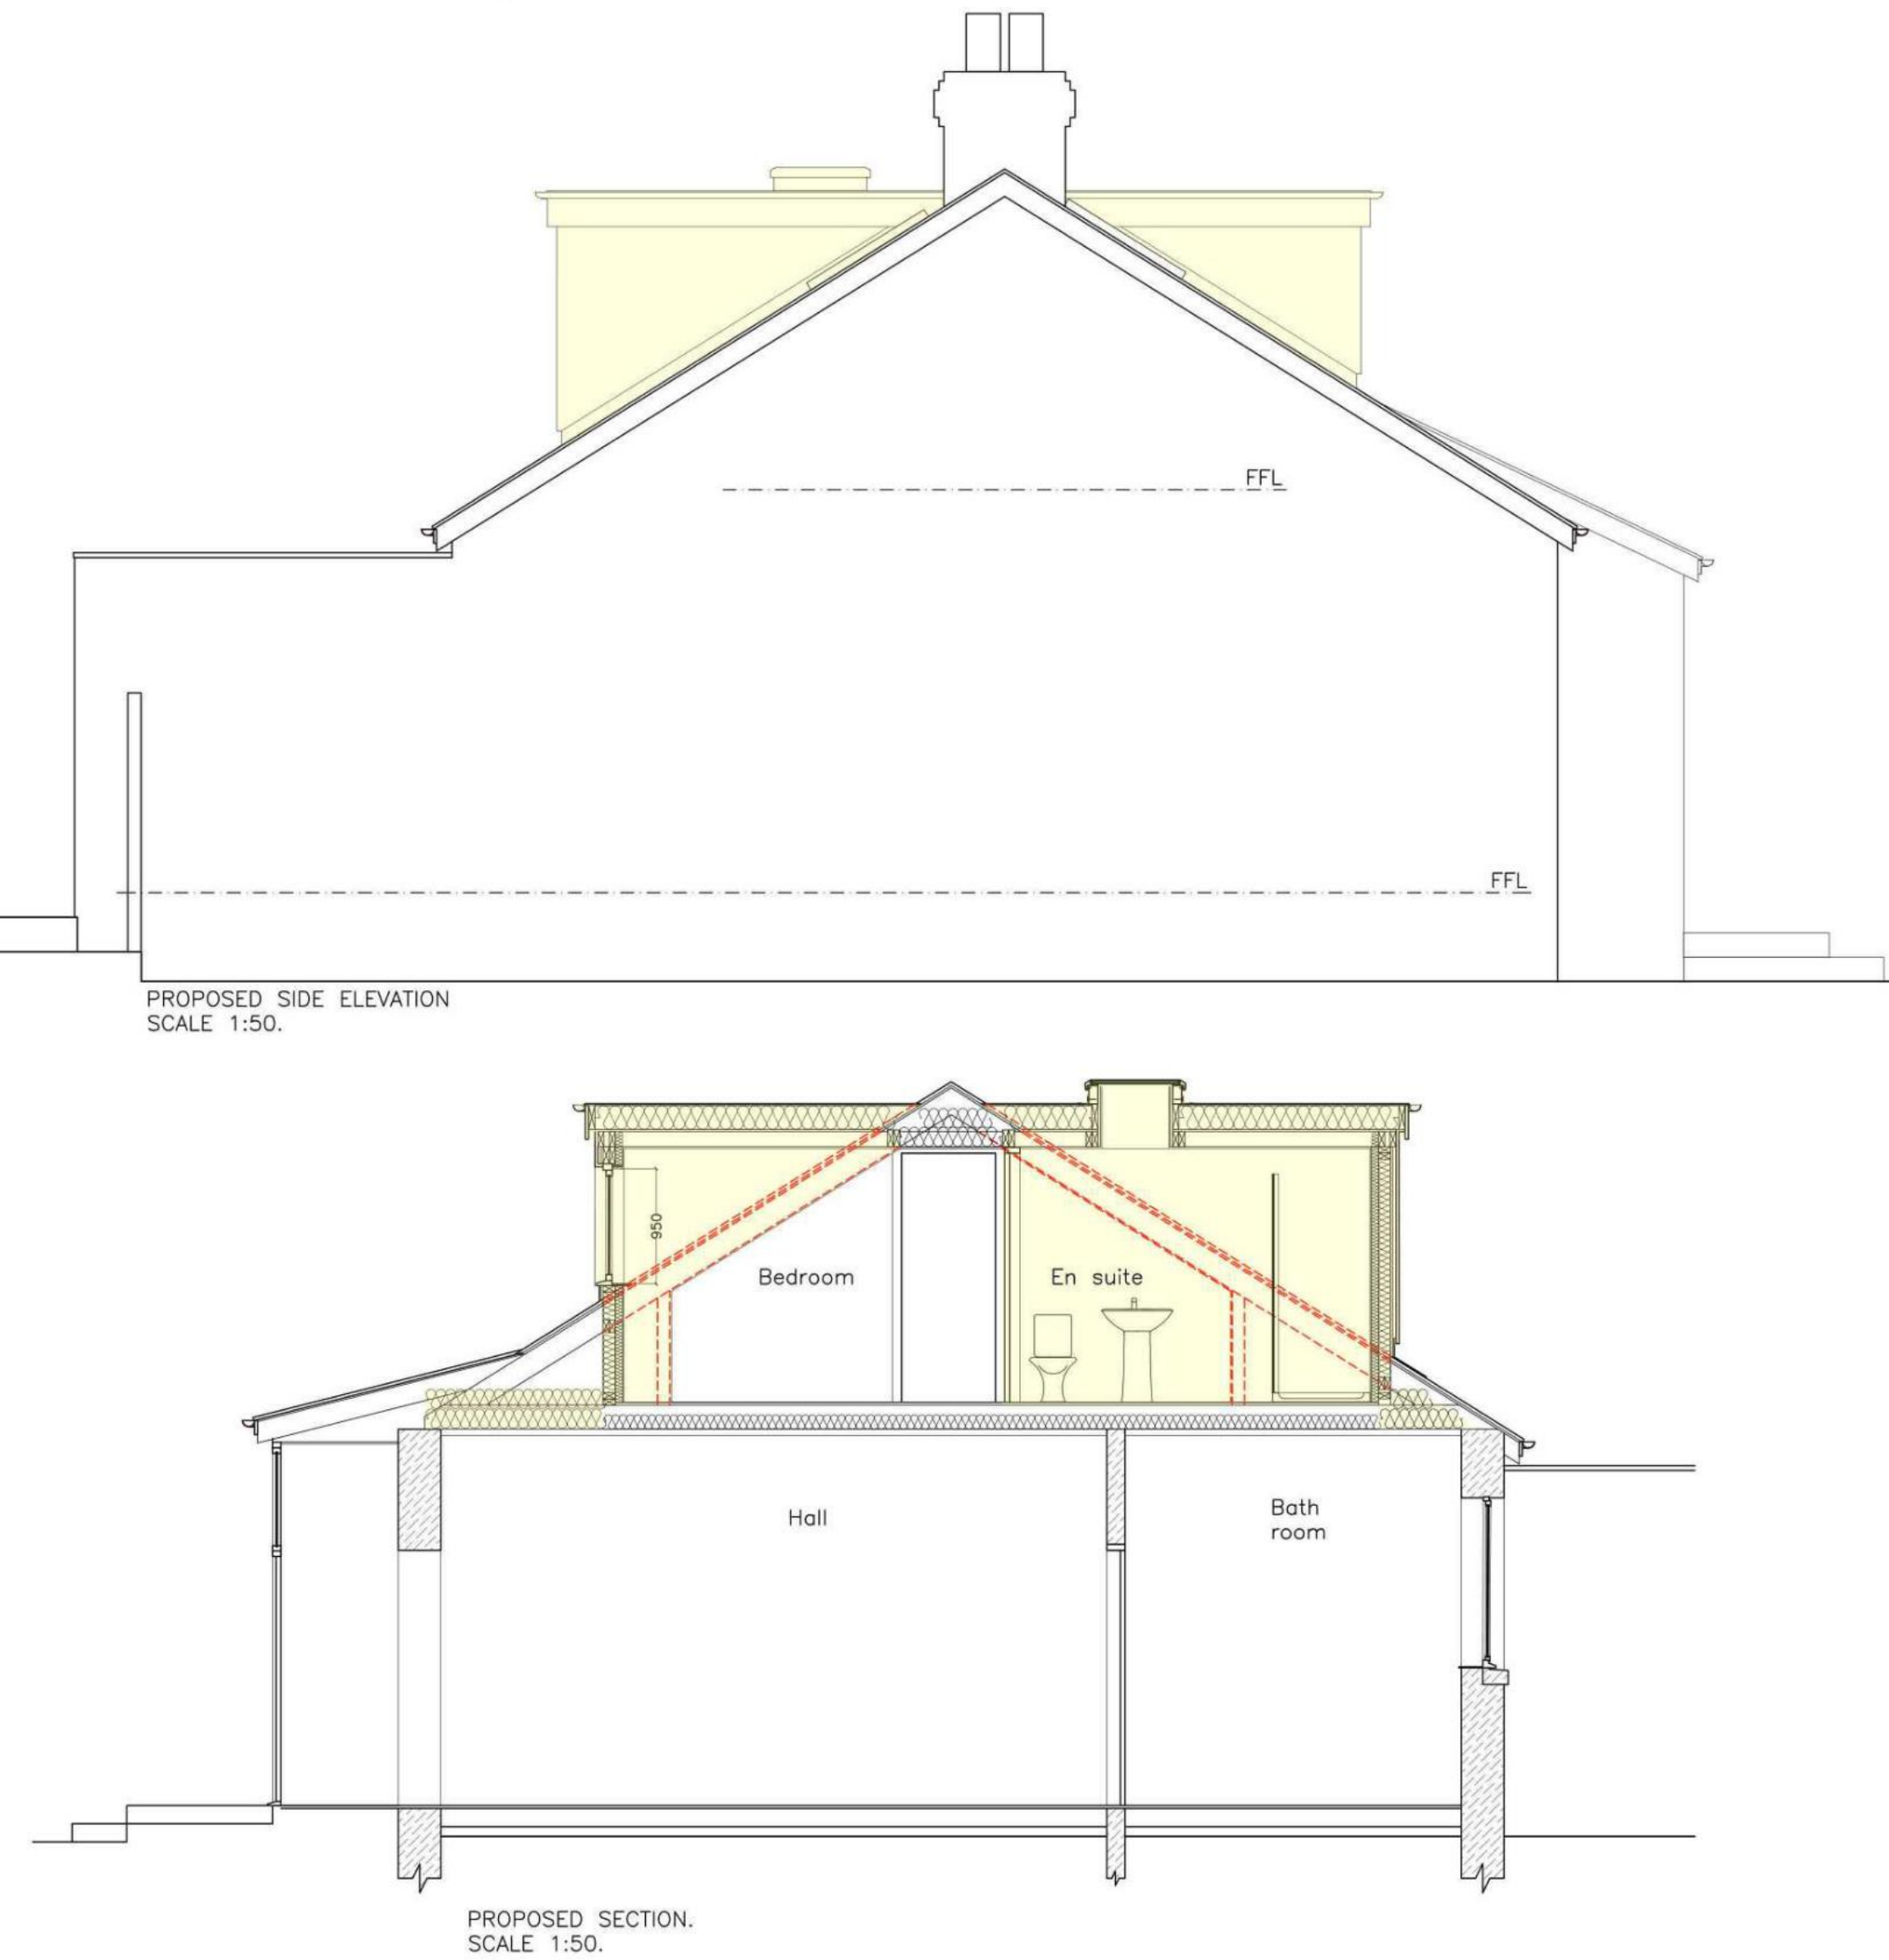 FFL
FFL
PROPOSED SIDE ELEVATION
SCALE 1:50.
950
Bedroom
En suite
Hall
Bath
room
PROPOSED SECTION.
SCALE 1:50.